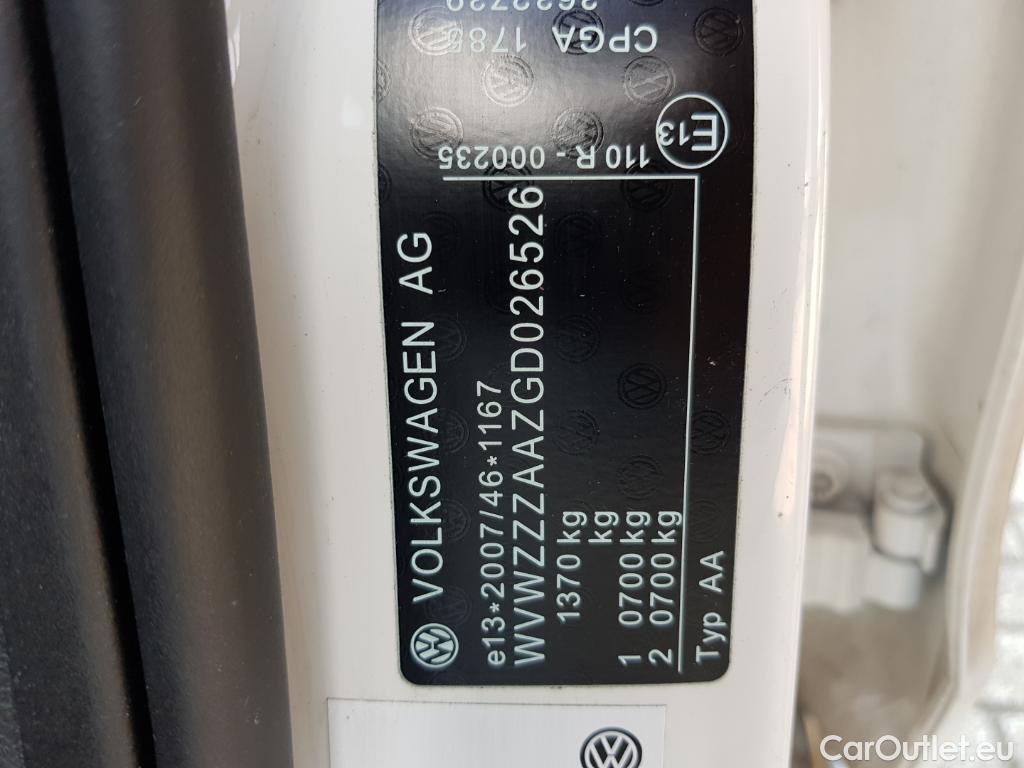 VOLKSWAGEN AG
e13*2007/46*1167
WVWZZZAAZGD026526
1370 kg
kg
1 0700 kg
2 0700 kg
Typ AA
E13
110 R - 000235
CPGA 1785
CarOutlet.eu